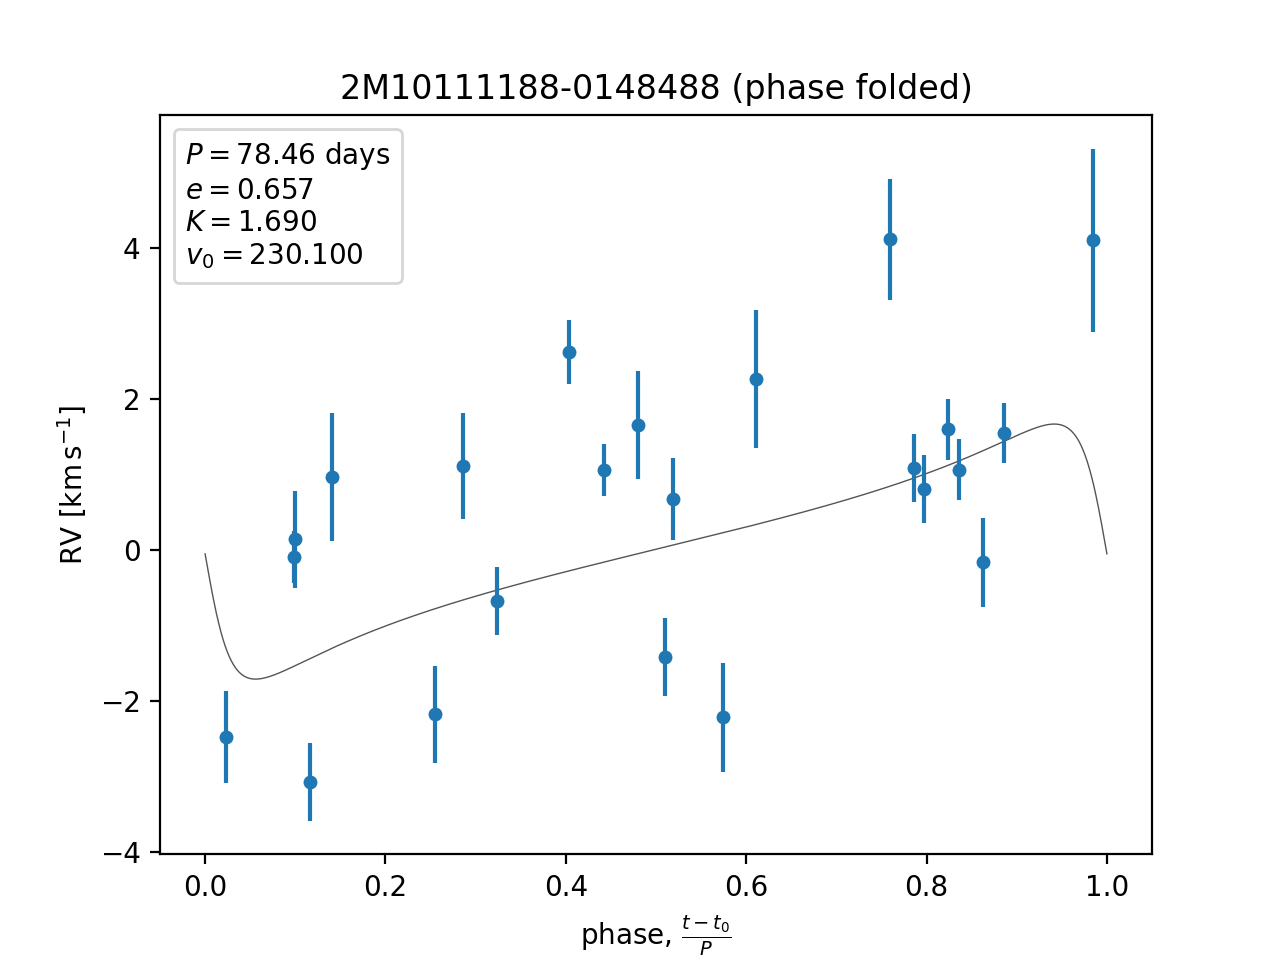 2M10111188-0148488 (phase folded)
P = 78.46 days
e = 0.657
K = 1.690
v₀ = 230.100
RV [km s⁻¹]
4
2
0
−2
−4
0.0 0.2 0.4 0.6 0.8 1.0
phase, (t − t₀)/P